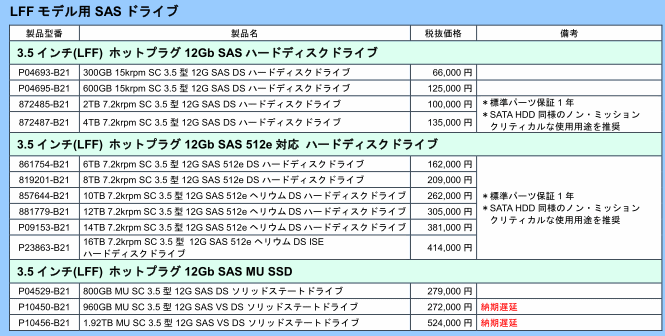 LFF モデル用 SAS ドライブ
製品型番 製品名 税抜価格 備考
3.5 インチ(LFF) ホットプラグ 12Gb SAS ハードディスクドライブ
P04693-B21 300GB 15krpm SC 3.5 型 12G SAS DS ハードディスクドライブ 66,000 円
P04695-B21 600GB 15krpm SC 3.5 型 12G SAS DS ハードディスクドライブ 125,000 円
872485-B21 2TB 7.2krpm SC 3.5 型 12G SAS DS ハードディスクドライブ 100,000 円
872487-B21 4TB 7.2krpm SC 3.5 型 12G SAS DS ハードディスクドライブ 135,000 円
＊標準パーツ保証 1 年
＊SATA HDD 同様のノン・ミッション
クリティカルな使用用途を推奨
3.5 インチ(LFF) ホットプラグ 12Gb SAS 512e 対応 ハードディスクドライブ
861754-B21 6TB 7.2krpm SC 3.5 型 12G SAS 512e DS ハードディスクドライブ 162,000 円
819201-B21 8TB 7.2krpm SC 3.5 型 12G SAS 512e DS ハードディスクドライブ 209,000 円
857644-B21 10TB 7.2krpm SC 3.5 型 12G SAS 512e ヘリウム DS ハードディスクドライブ 262,000 円
881779-B21 12TB 7.2krpm SC 3.5 型 12G SAS 512e ヘリウム DS ハードディスクドライブ 305,000 円
P09153-B21 14TB 7.2krpm SC 3.5 型 12G SAS 512e ヘリウム DS ハードディスクドライブ 381,000 円
P23863-B21 16TB 7.2krpm SC 3.5 型 12G SAS 512e ヘリウム DS ISE
ハードディスクドライブ 414,000 円
＊標準パーツ保証 1 年
＊SATA HDD 同様のノン・ミッション
クリティカルな使用用途を推奨
3.5 インチ(LFF) ホットプラグ 12Gb SAS MU SSD
P04529-B21 800GB MU SC 3.5 型 12G SAS DS ソリッドステートドライブ 279,000 円
P10450-B21 960GB MU SC 3.5 型 12G SAS VS DS ソリッドステートドライブ 272,000 円 納期遅延
P10456-B21 1.92TB MU SC 3.5 型 12G SAS VS DS ソリッドステートドライブ 524,000 円 納期遅延